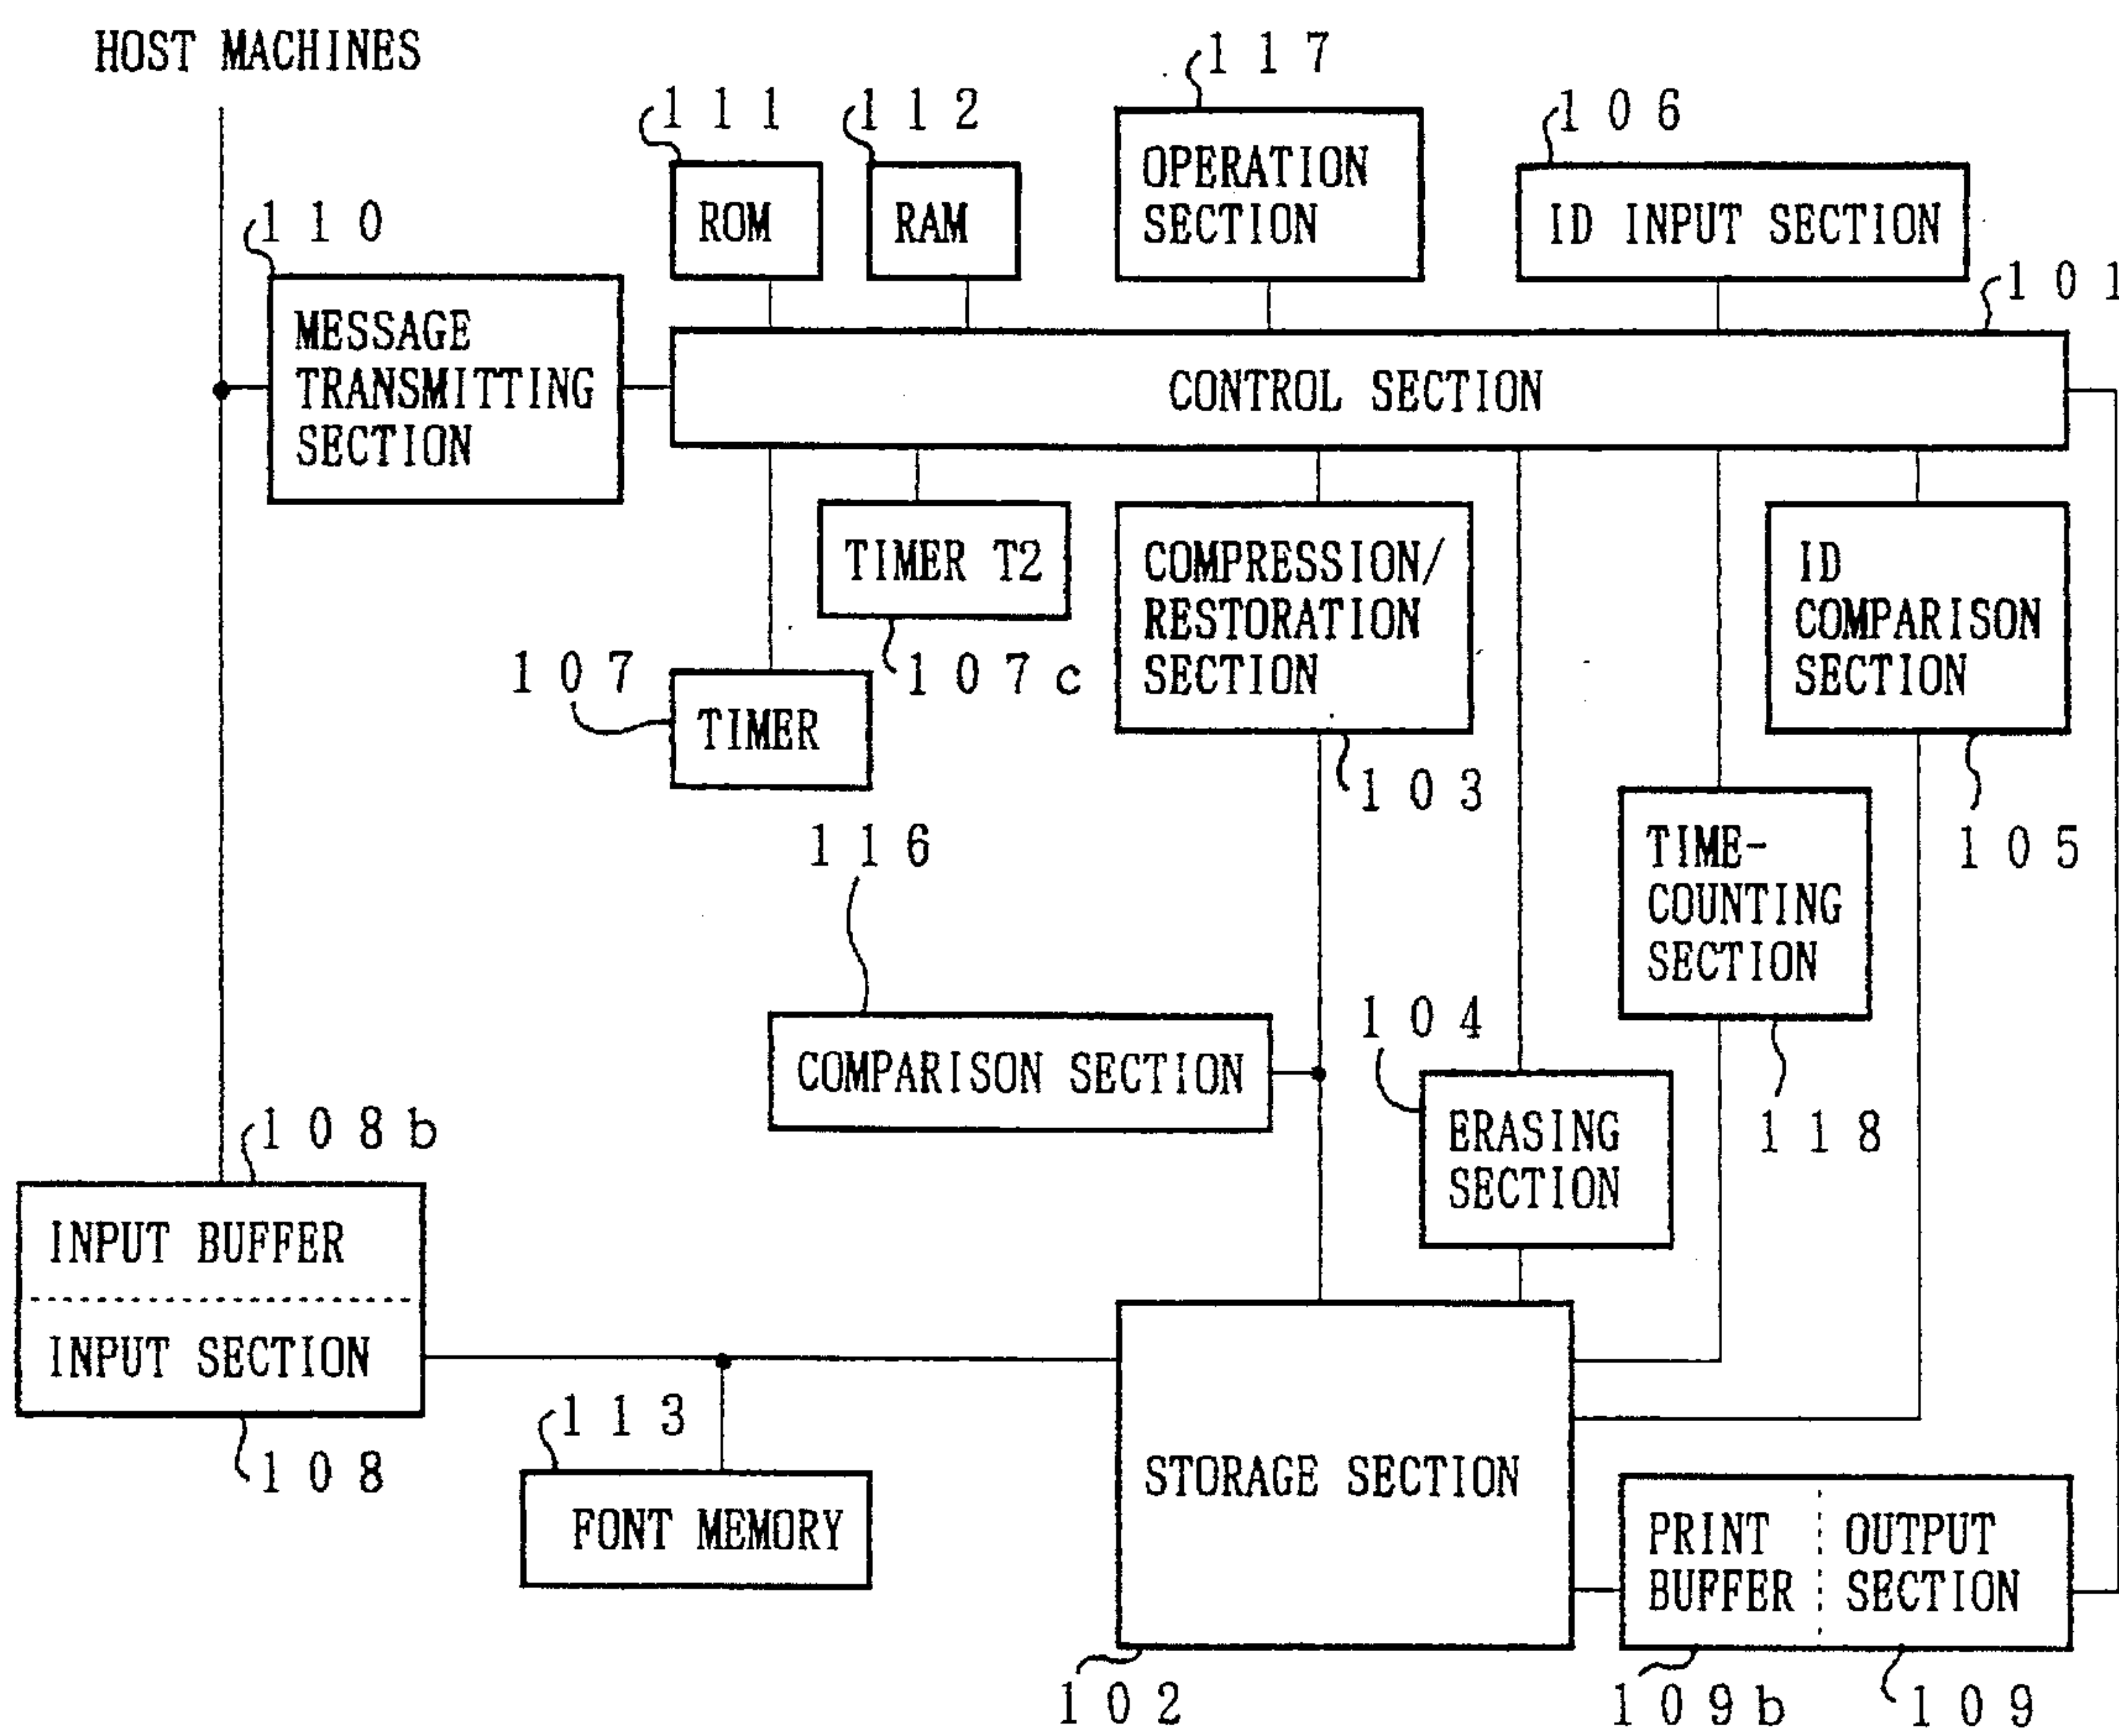 HOST MACHINES
117
111
112
106
OPERATION
SECTION
ROM
RAM
ID INPUT SECTION
110
101
MESSAGE
TRANSMITTING
SECTION
CONTROL SECTION
TIMER T2
COMPRESSION/
RESTORATION
SECTION
ID
COMPARISON
SECTION
107
107c
TIMER
103
116
TIME-
COUNTING
SECTION
105
104
COMPARISON SECTION
108b
ERASING
SECTION
118
INPUT BUFFER
INPUT SECTION
113
108
STORAGE SECTION
FONT MEMORY
PRINT
BUFFER
OUTPUT
SECTION
102
109b
109